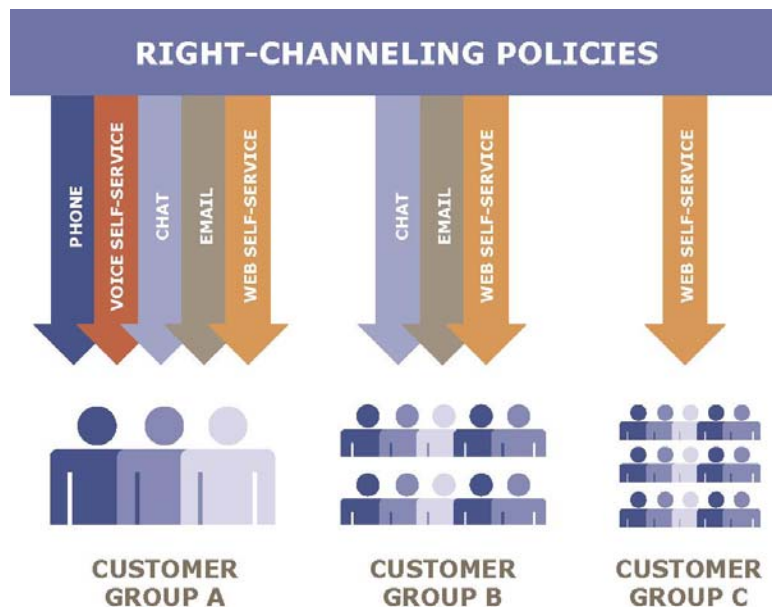 RIGHT-CHANNELING POLICIES
PHONE
VOICE SELF-SERVICE
CHAT
EMAIL
WEB SELF-SERVICE
CHAT
EMAIL
WEB SELF-SERVICE
WEB SELF-SERVICE
CUSTOMER
GROUP A
CUSTOMER
GROUP B
CUSTOMER
GROUP C